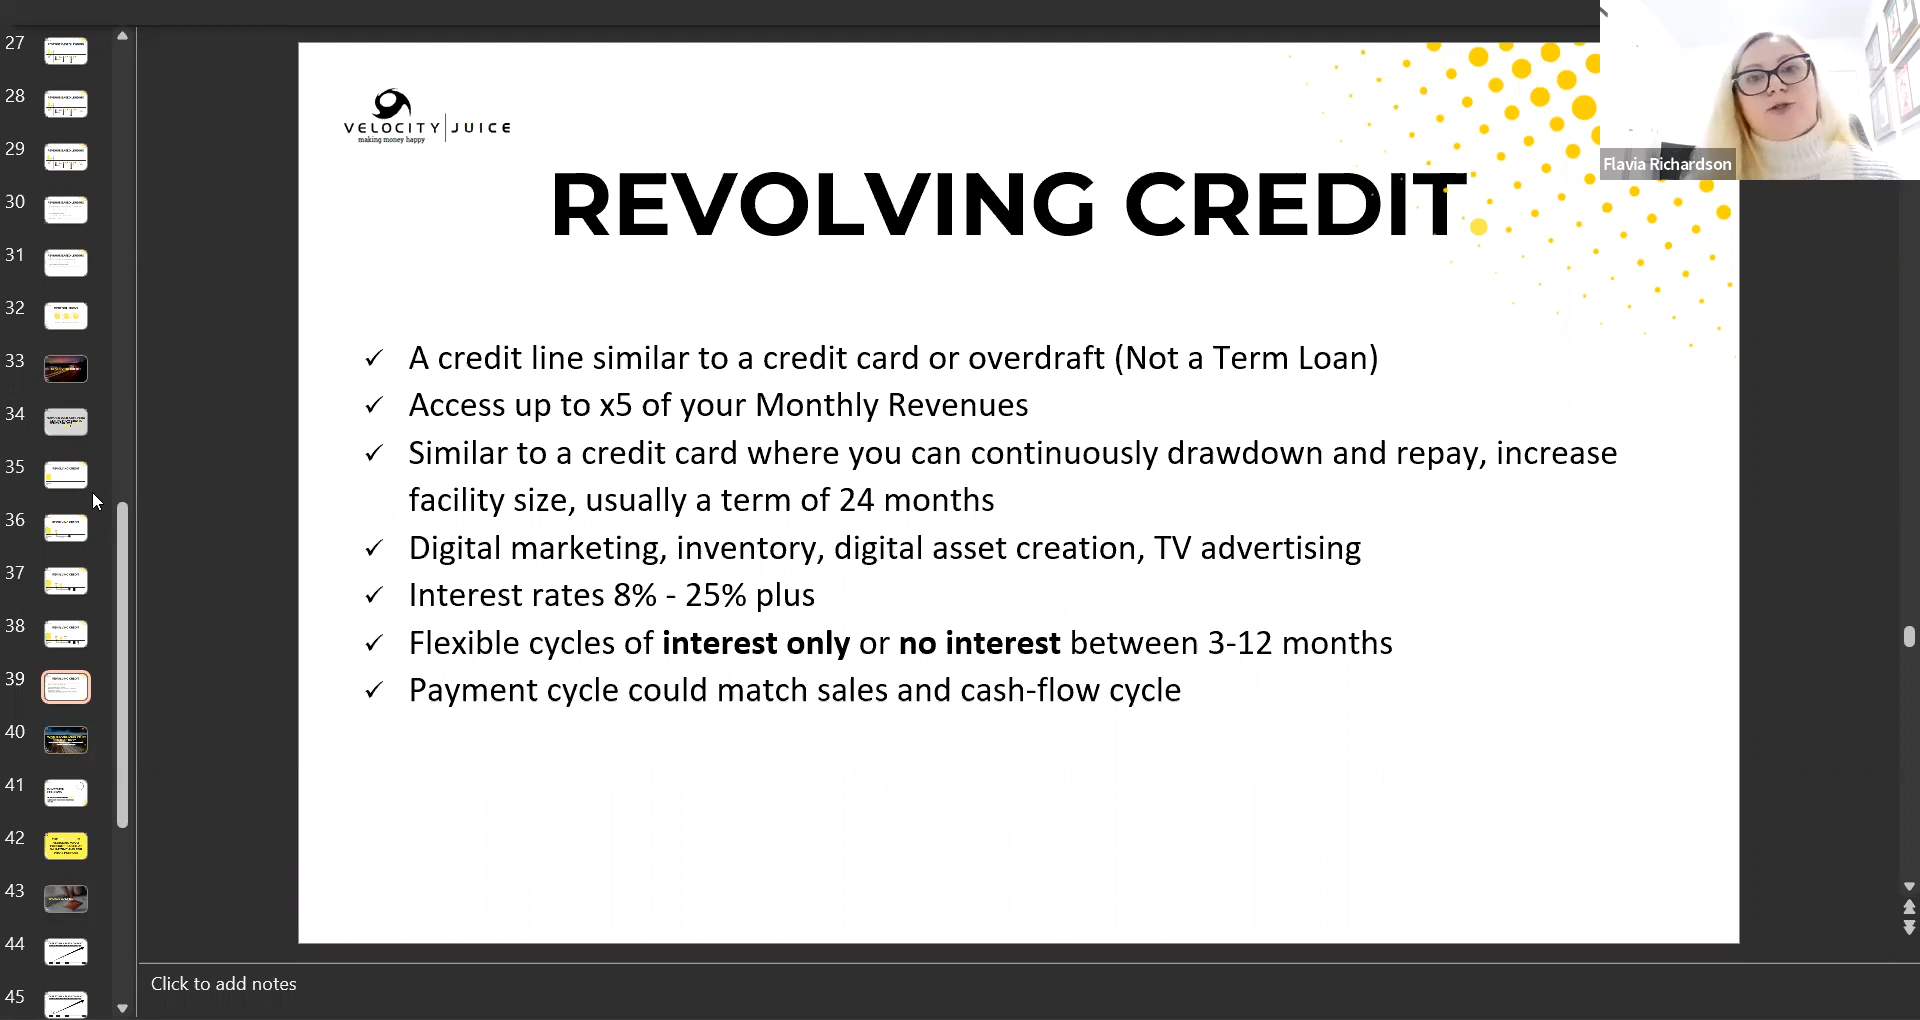 27
28
29
30
31
32
33
34
35
36
37
38
39
40
41
42
43
44
45
VELOCITY JUICE
making money happy
REVOLVING CREDIT
A credit line similar to a credit card or overdraft (Not a Term Loan)
Access up to x5 of your Monthly Revenues
Similar to a credit card where you can continuously drawdown and repay, increase
facility size, usually a term of 24 months
Digital marketing, inventory, digital asset creation, TV advertising
Interest rates 8% - 25% plus
Flexible cycles of interest only or no interest between 3-12 months
Payment cycle could match sales and cash-flow cycle
Flavia Richardson
Click to add notes